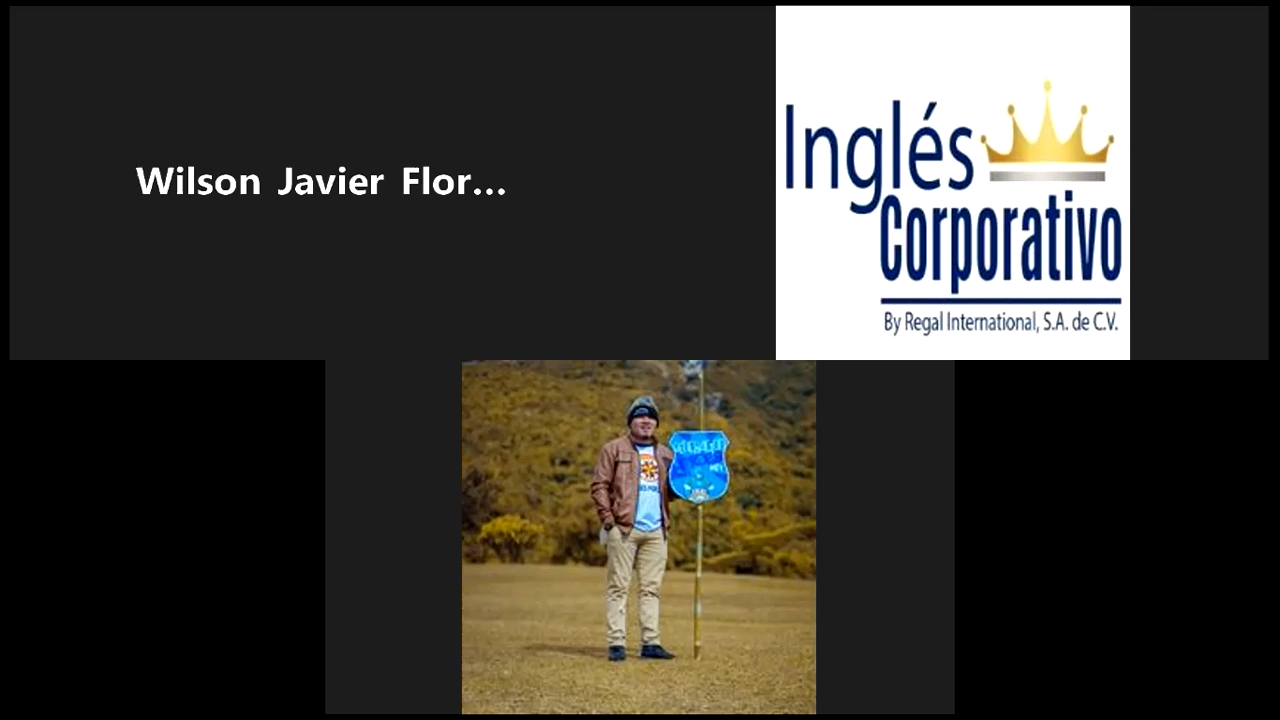 Wilson Javier Flor...
Inglés
Corporativo
By Regal International, S.A. de C.V.